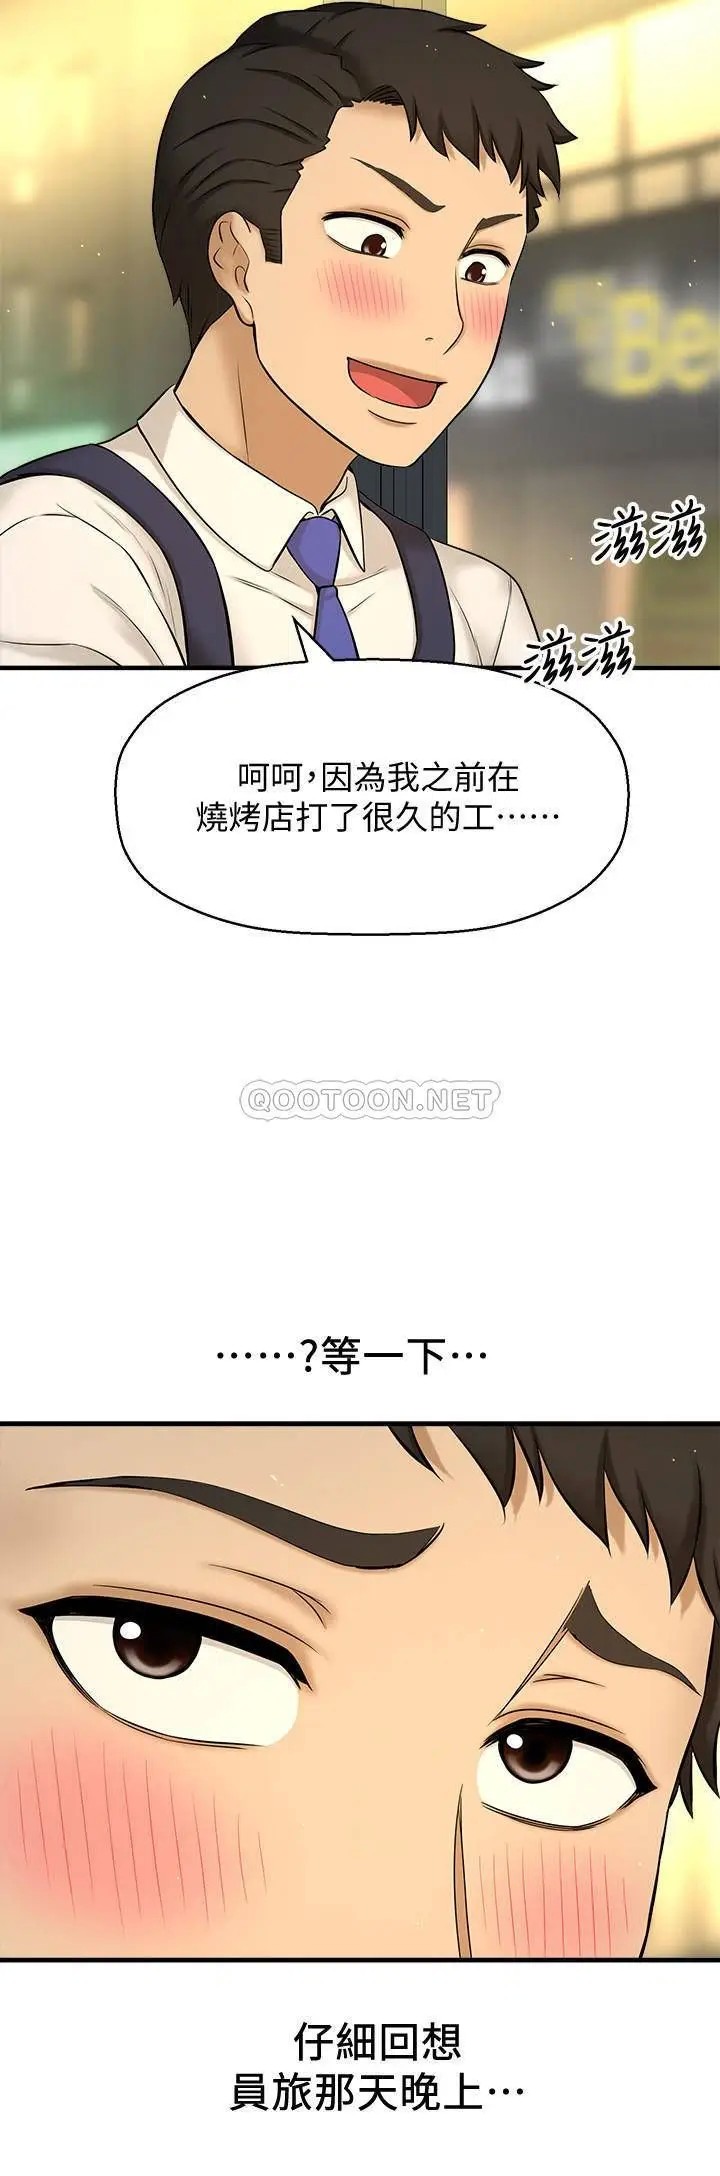 Be
滋滋
滋滋
呵呵，因為我之前在
燒烤店打了很久的工……
QOOTOON.NET
……?等一下…
仔細回想
員旅那天晚上…